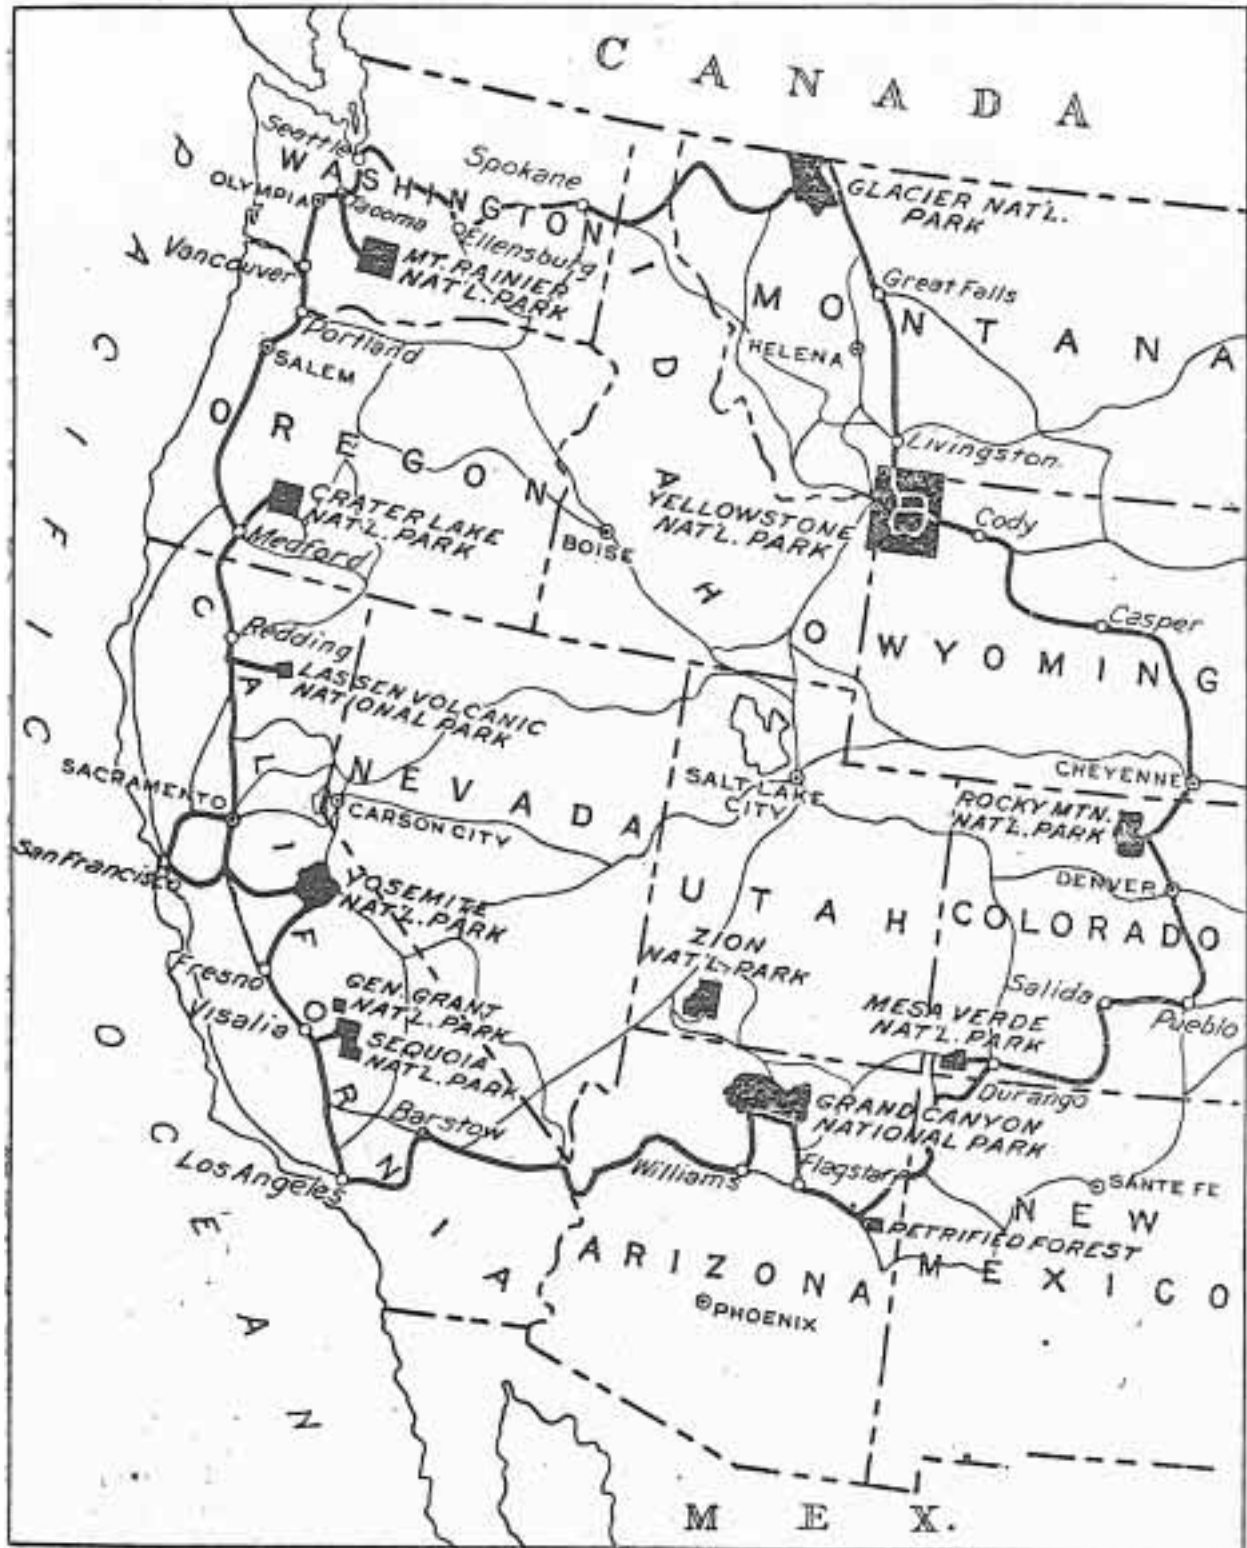 CANADA
PACIFIC OCEAN
Seattle
WASHINGTON
Spokane
OLYMPIA
Tacoma
Ellensburg
GLACIER NAT'L.
PARK
Vancouver
MT. RAINIER
NAT'L. PARK
MONTANA
Great Falls
Portland
SALEM
HELENA
IDAHO
OREGON
Livingston
CRATER LAKE
NAT'L. PARK
Medford
BOISE
YELLOWSTONE
NAT'L. PARK
Cody
Redding
Casper
WYOMING
LASSEN VOLCANIC
NATIONAL PARK
CALIFORNIA
NEVADA
SACRAMENTO
CARSON CITY
SALT LAKE
CITY
CHEYENNE
ROCKY MTN.
NAT'L. PARK
San Francisco
YOSEMITE
NAT'L. PARK
DENVER
UTAH
COLORADO
ZION
NAT'L. PARK
Fresno
GEN. GRANT
NAT'L. PARK
Visalia
SEQUOIA
NAT'L. PARK
MESA VERDE
NAT'L. PARK
Salida
Pueblo
Durango
GRAND CANYON
NATIONAL PARK
Barstow
Los Angeles
Williams
Flagstaff
SANTE FE
NEW
MEXICO
PETRIFIED FOREST
ARIZONA
PHOENIX
MEX.